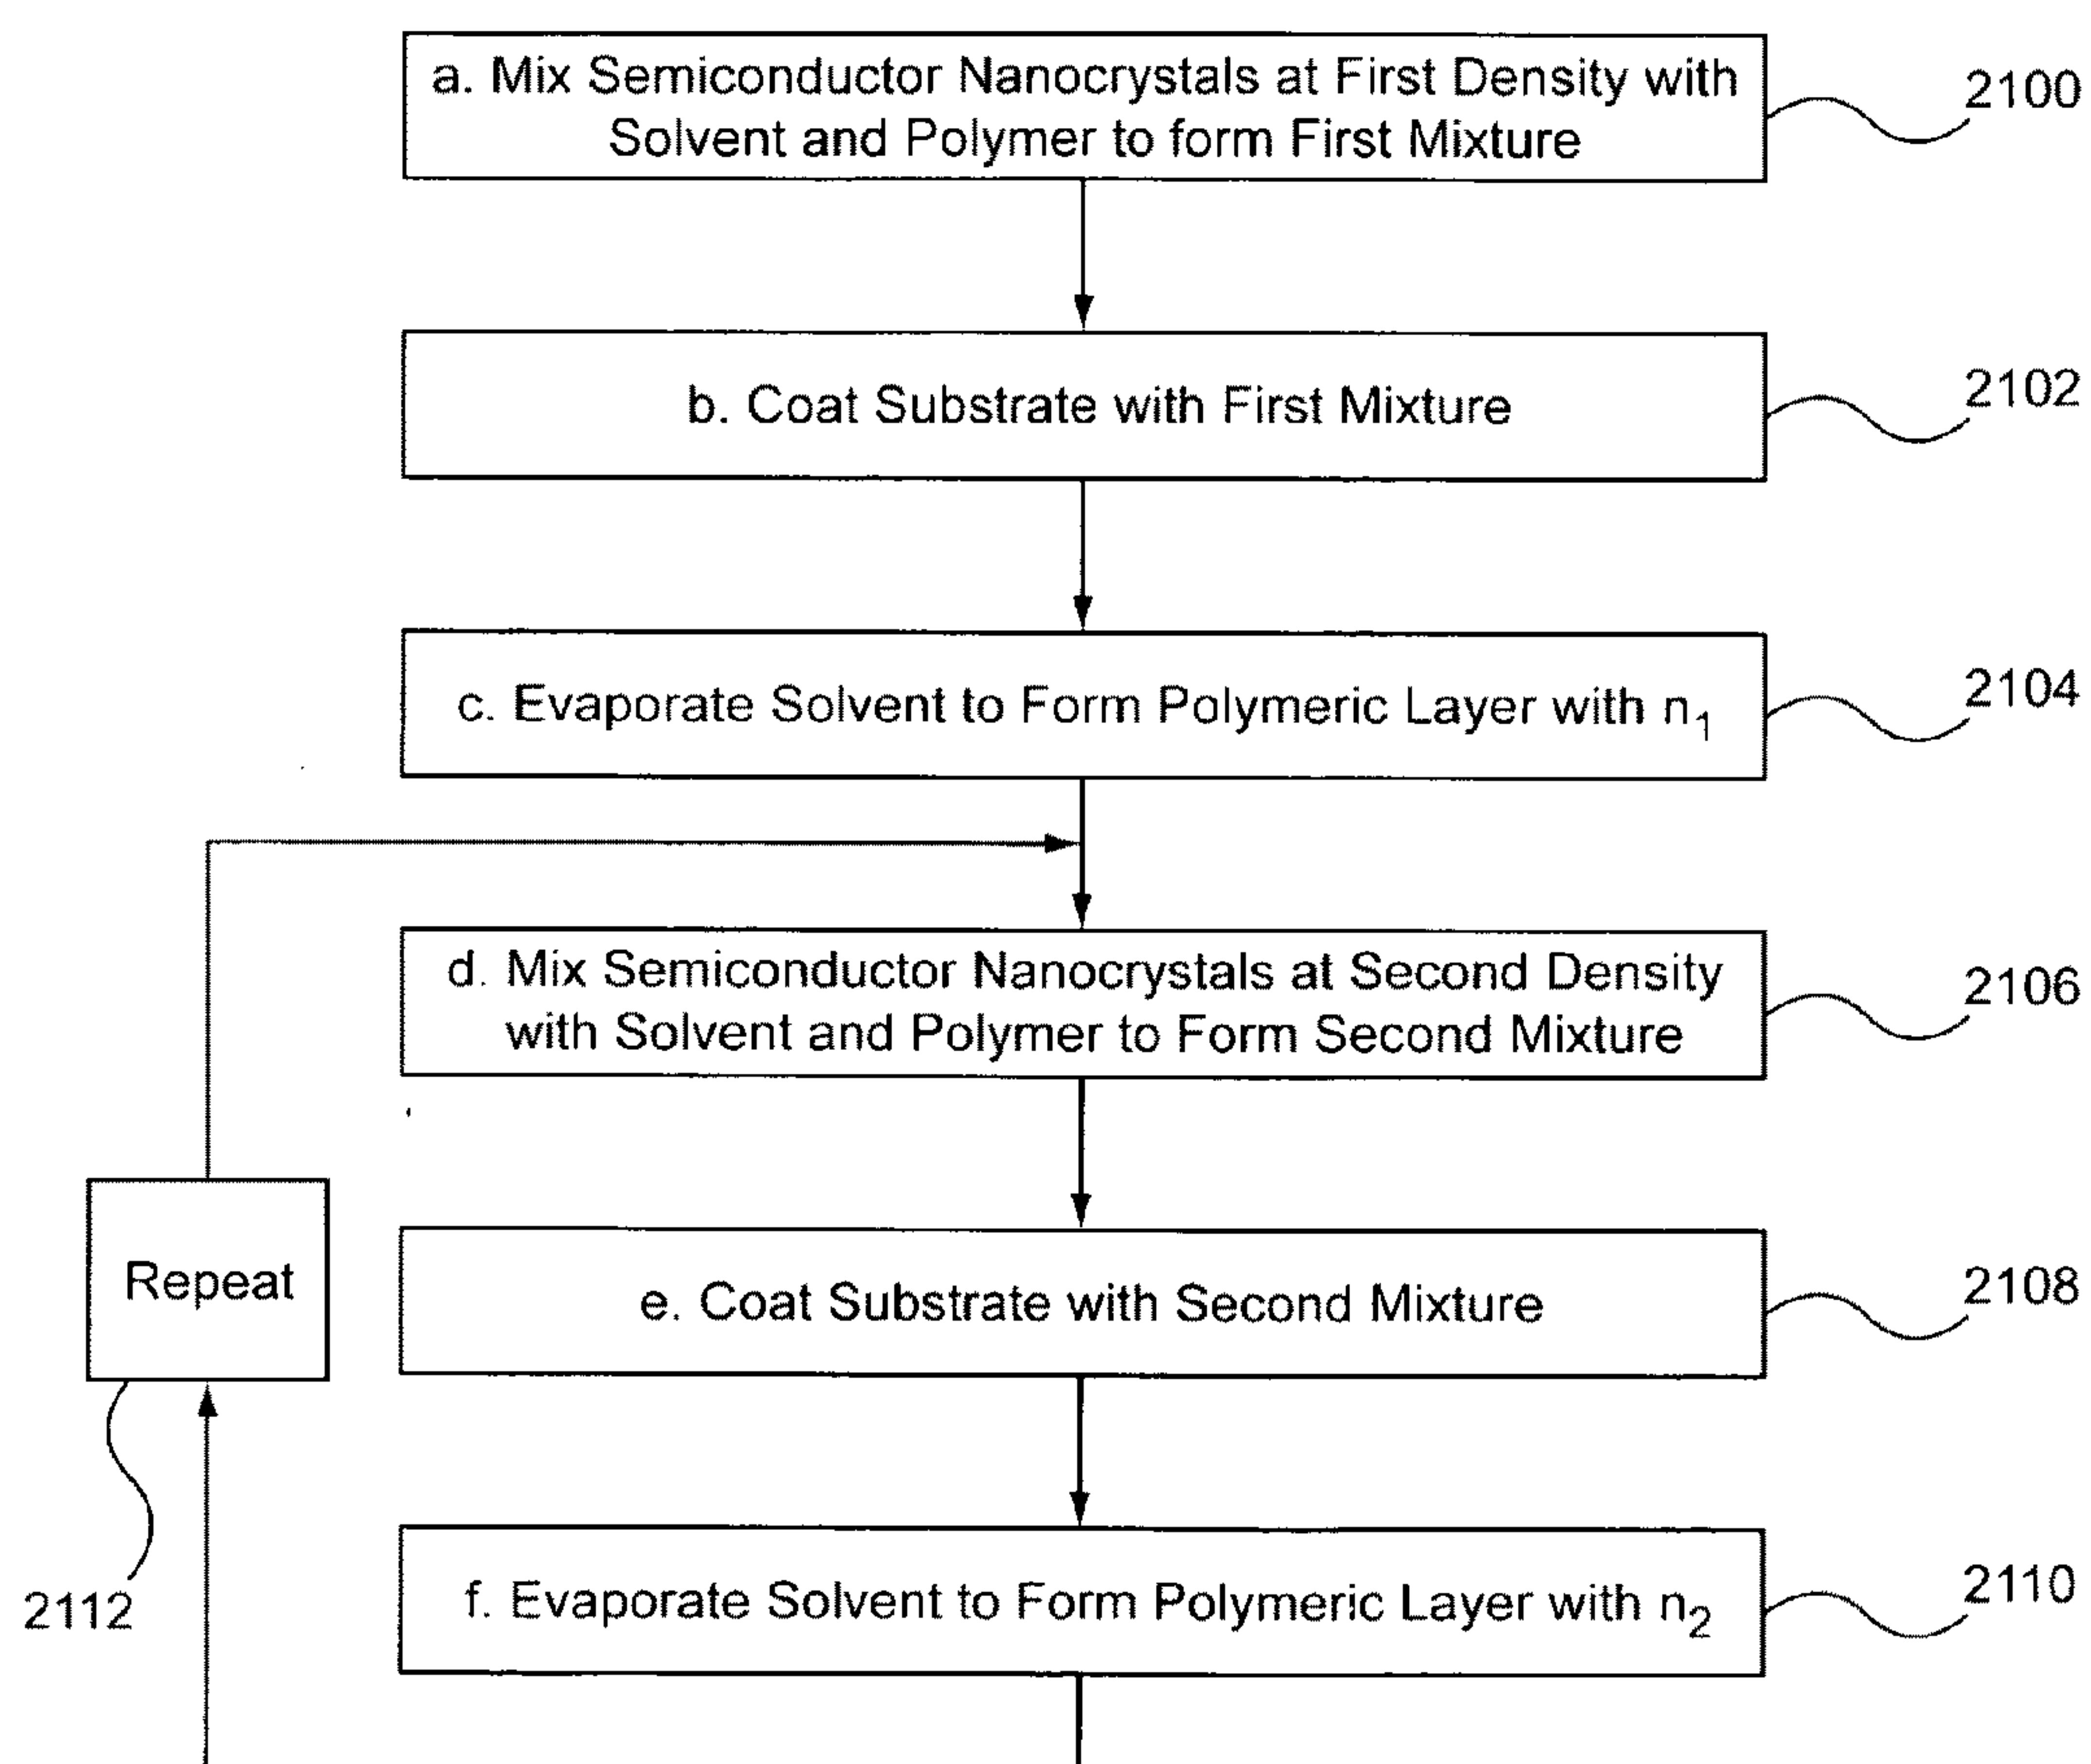 a. Mix Semiconductor Nanocrystals at First Density with
Solvent and Polymer to form First Mixture
2100
b. Coat Substrate with First Mixture
2102
c. Evaporate Solvent to Form Polymeric Layer with n₁
2104
d. Mix Semiconductor Nanocrystals at Second Density
with Solvent and Polymer to Form Second Mixture
2106
Repeat
e. Coat Substrate with Second Mixture
2108
f. Evaporate Solvent to Form Polymeric Layer with n₂
2110
2112